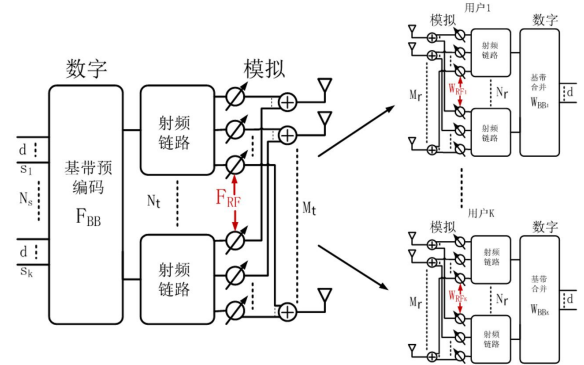 数字
模拟
d
s1
Ns
d
sk
基带预
编码
FBB
射频
链路
Nt
射频
链路
FRF
Mt
用户1
模拟
数字
Mr
射频
链路
WRF1
Nr
射频
链路
基带
合并
WBB1
d
用户K
模拟
数字
Mr
射频
链路
WRFk
Nr
射频
链路
基带
合并
WBBk
d